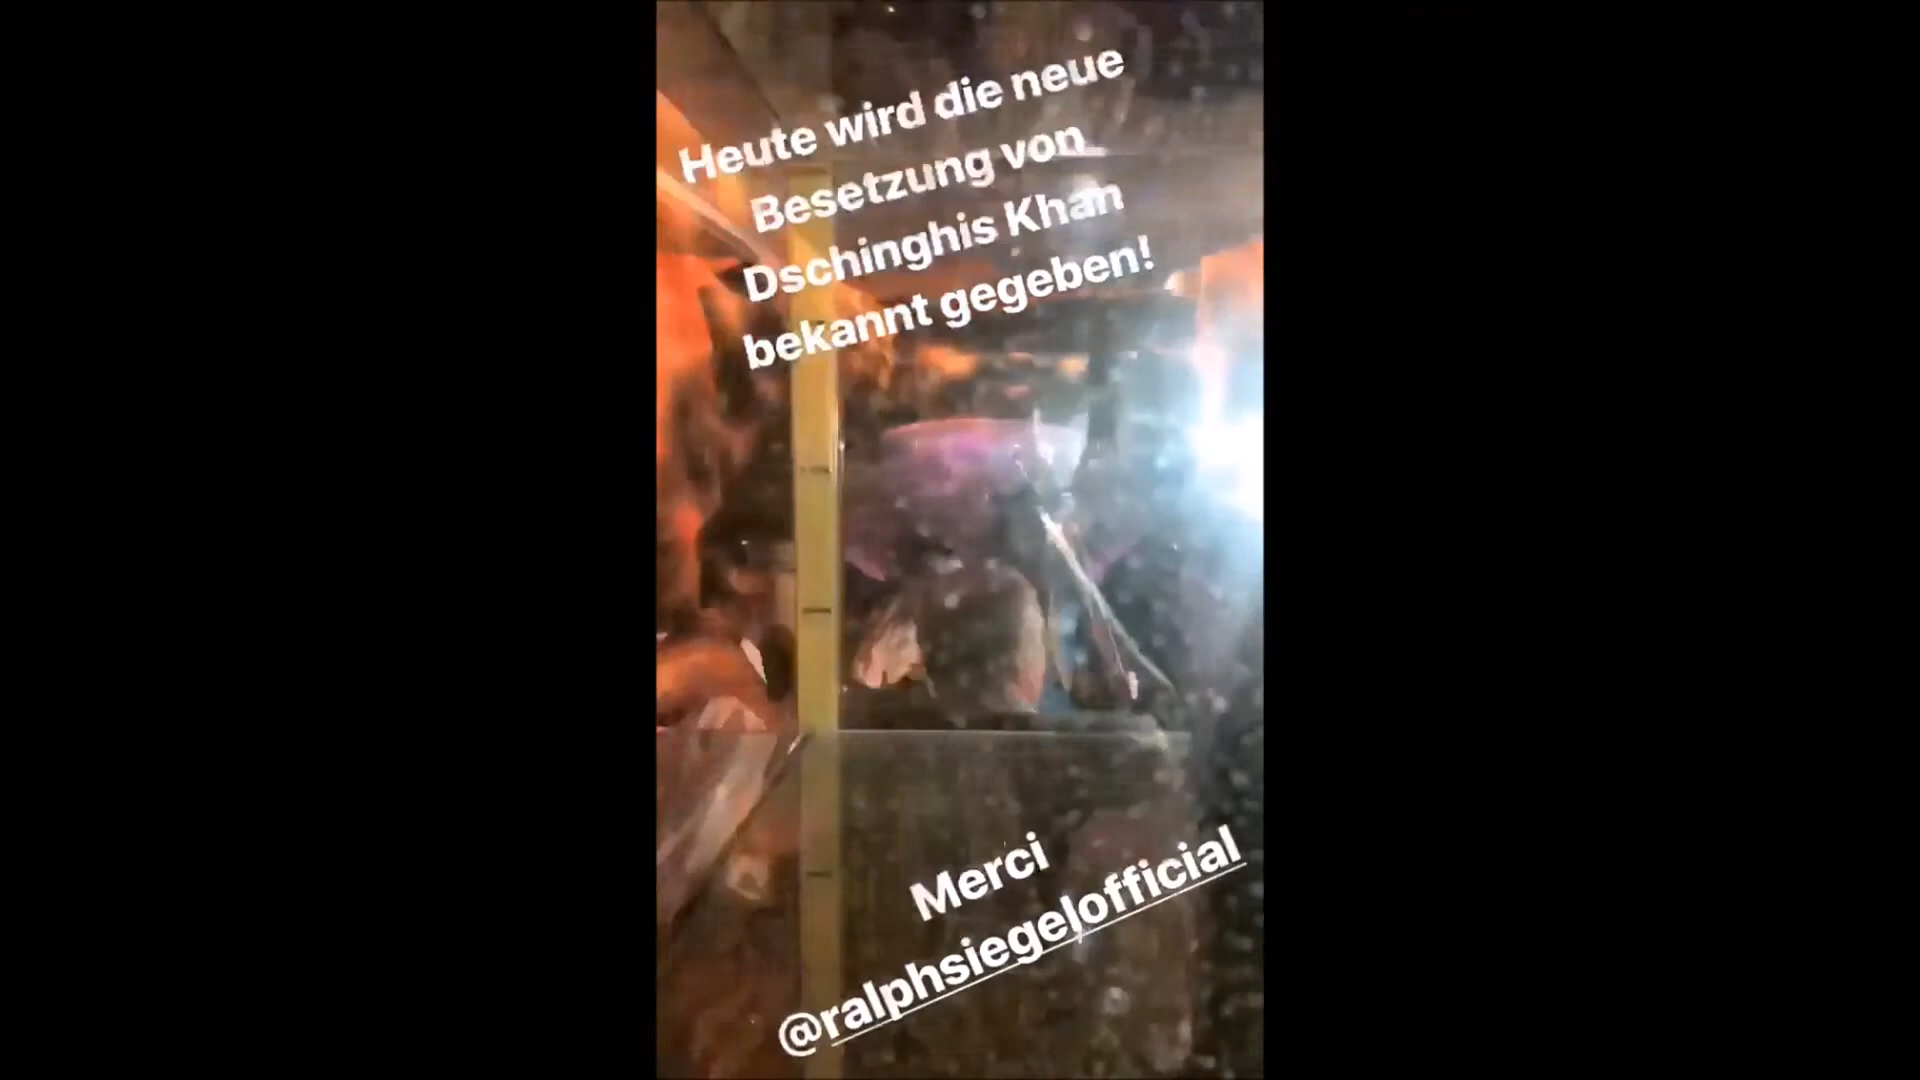 Heute wird die neue
Besetzung von
Dschinghis Khan
bekannt gegeben!
Merci
@ralphsiegelofficial